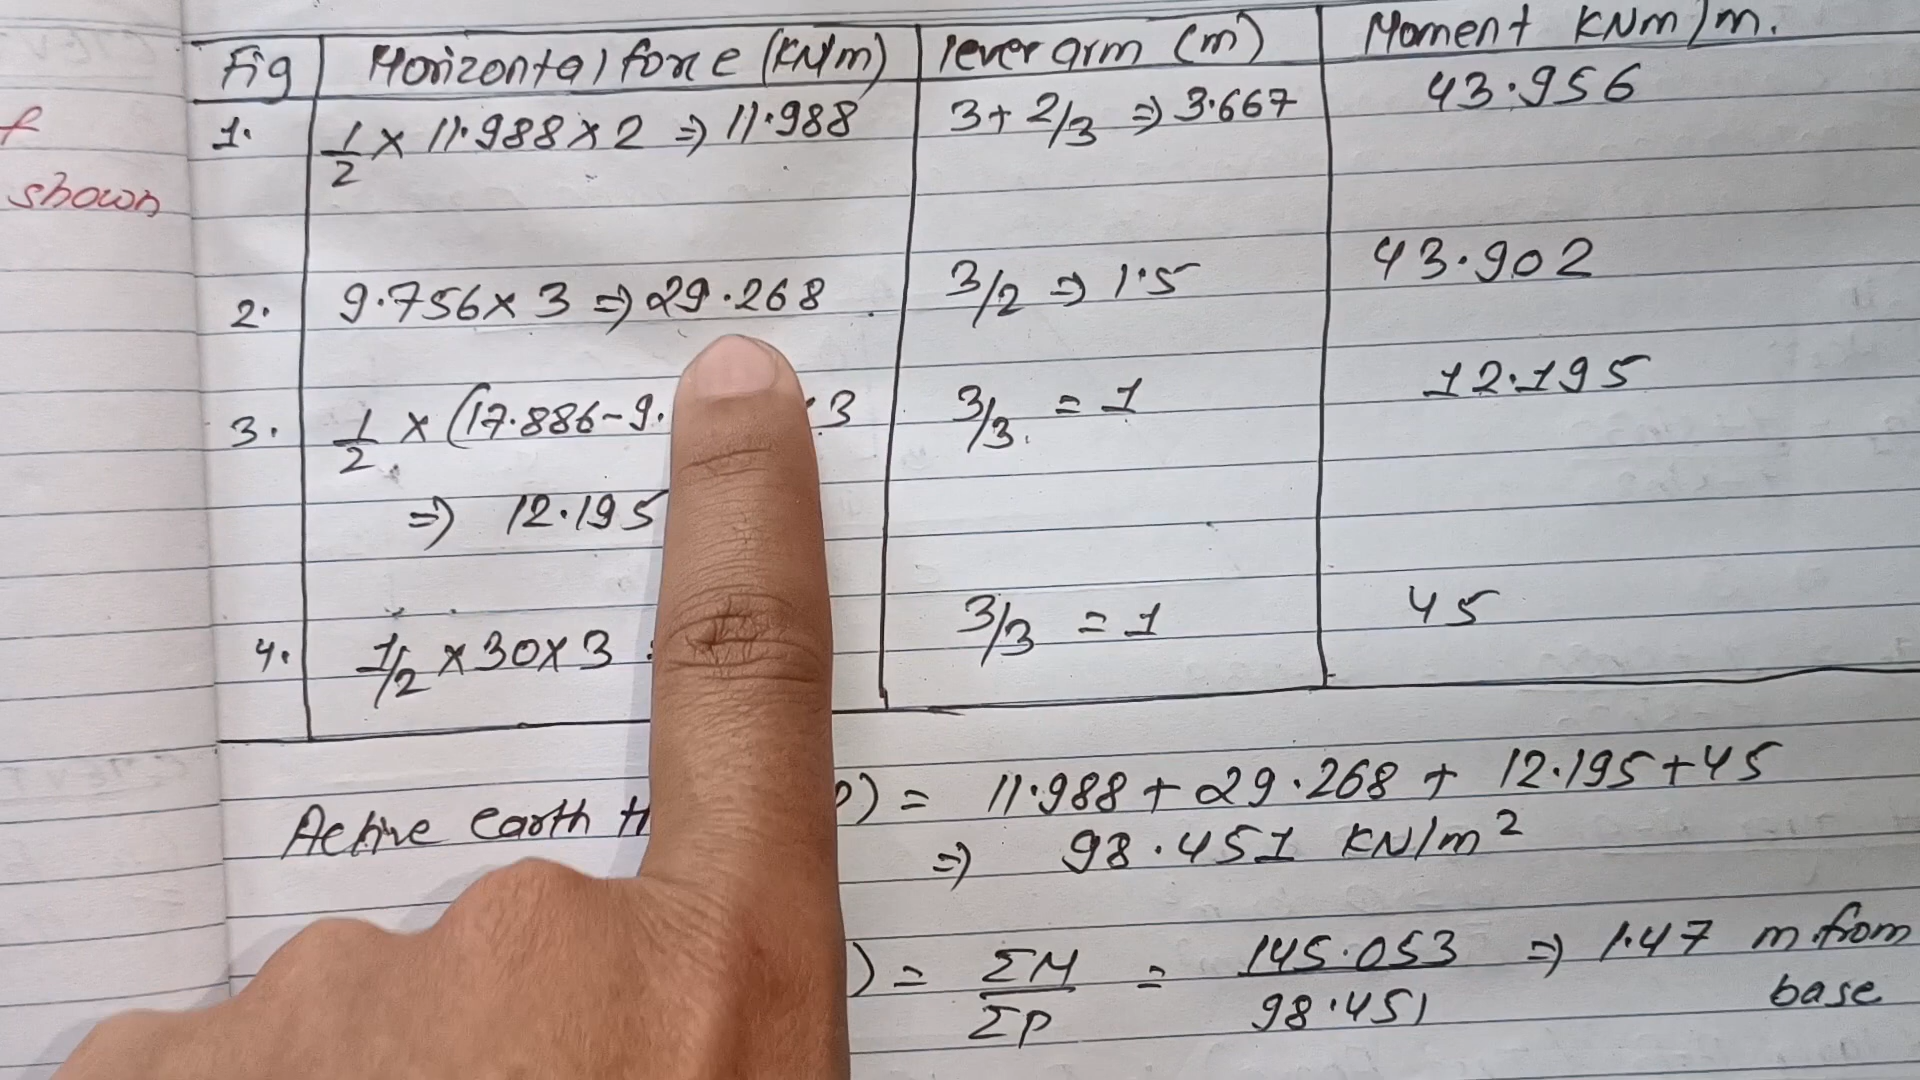 Fig Horizontal force (KN/m) lever arm (m) Moment KNm/m.
1. 1/2 × 11.988 × 2 ⇒ 11.988 3+2/3 ⇒ 3.667 43.956
shown
2. 9.756 × 3 ⇒ 29.268 3/2 ⇒ 1.5 43.902
3. 1/2 × (17.886 - 9. 3 3/3 = 1 12.195
⇒ 12.195
4. 1/2 × 30 × 3 3/3 = 1 45
Active earth = 11.988 + 29.268 + 12.195 + 45
⇒ 98.451 KN/m²
) = ΣM/ΣP = 145.053/98.451 ⇒ 1.47 m from
base